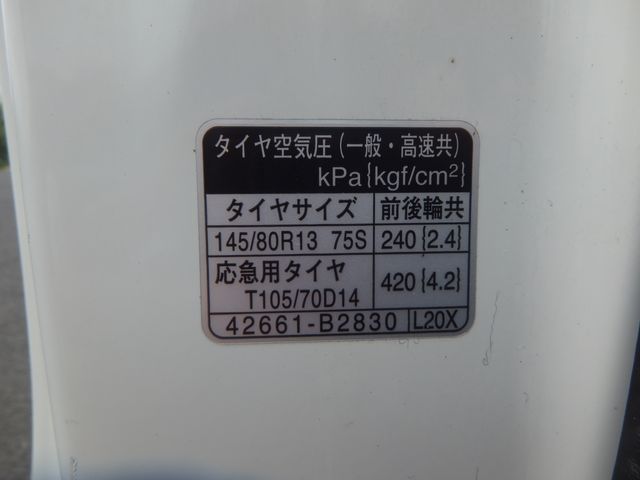 タイヤ空気圧(一般・高速共)
kPa{kgf/cm²}
タイヤサイズ 前後輪共
145/80R13 75S 240{2.4}
応急用タイヤ
T105/70D14 420{4.2}
42661-B2830 L20X